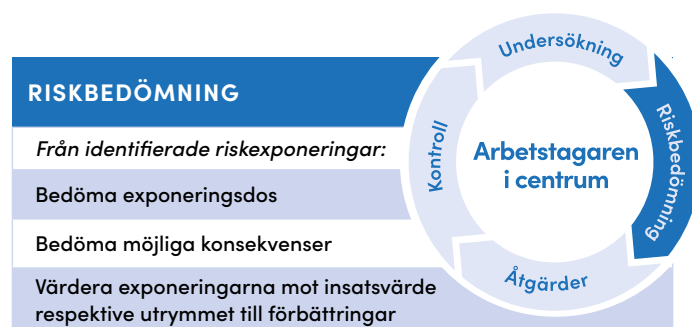 RISKBEDÖMNING
Från identifierade riskexponeringar:
Bedöma exponeringsdos
Bedöma möjliga konsekvenser
Värdera exponeringarna mot insatsvärde
respektive utrymmet till förbättringar
Undersökning
Riskbedömning
Åtgärder
Kontroll
Arbetstagaren
i centrum